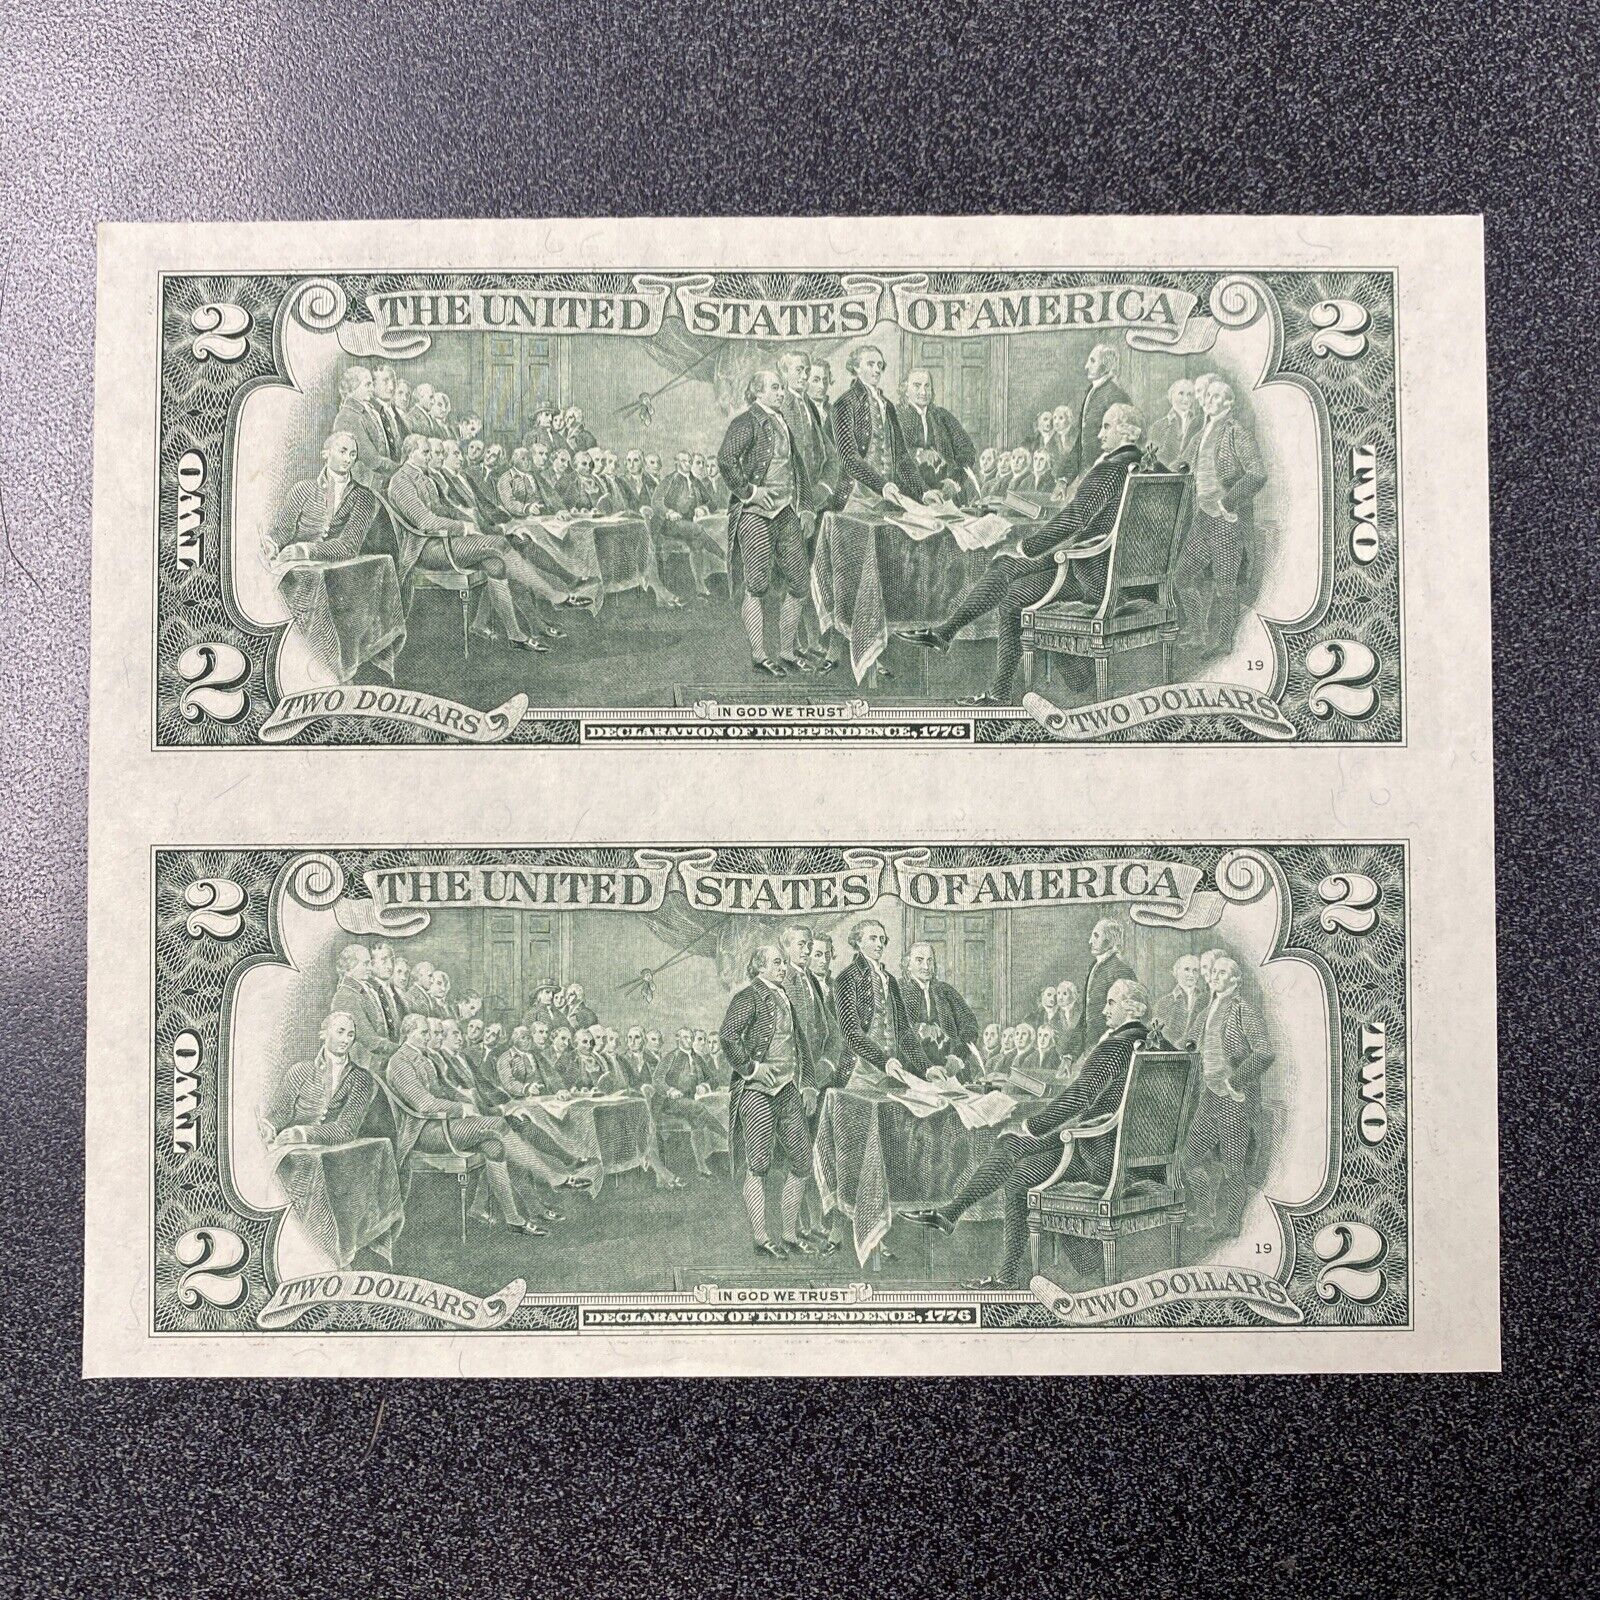 THE UNITED STATES OF AMERICA
2 2
TWO TWO
2 19 2
TWO DOLLARS IN GOD WE TRUST TWO DOLLARS
DECLARATION OF INDEPENDENCE, 1776
THE UNITED STATES OF AMERICA
2 2
TWO TWO
2 19 2
TWO DOLLARS IN GOD WE TRUST TWO DOLLARS
DECLARATION OF INDEPENDENCE, 1776